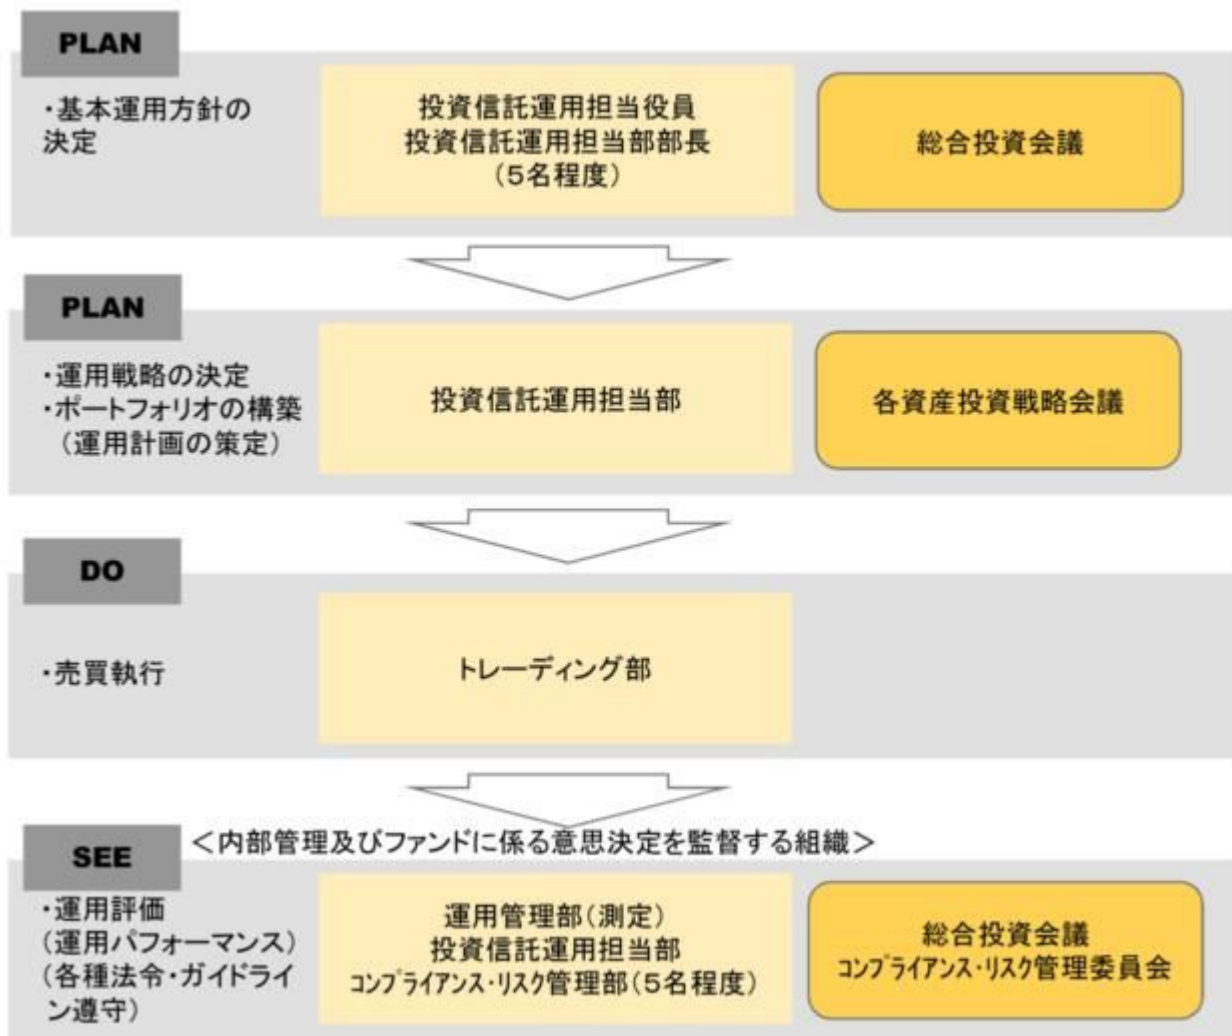 PLAN
・基本運用方針の
決定
投資信託運用担当役員
投資信託運用担当部部長
(5名程度)
総合投資会議
PLAN
・運用戦略の決定
・ポートフォリオの構築
(運用計画の策定)
投資信託運用担当部
各資産投資戦略会議
DO
・売買執行
トレーディング部
<内部管理及びファンドに係る意思決定を監督する組織>
SEE
・運用評価
(運用パフォーマンス)
(各種法令・ガイドライ
ン遵守)
運用管理部(測定)
投資信託運用担当部
コンプライアンス・リスク管理部(5名程度)
総合投資会議
コンプライアンス・リスク管理委員会